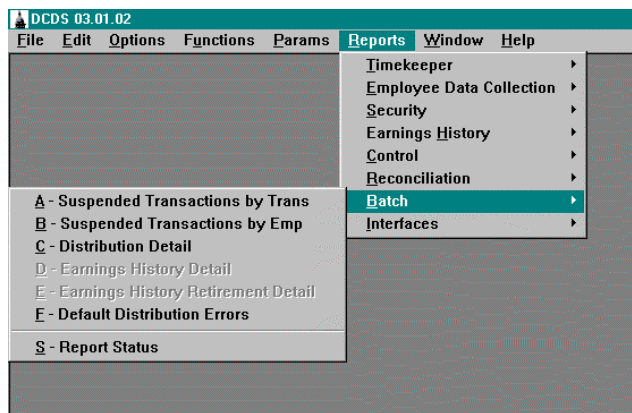 DCDS 03.01.02
File Edit Options Functions Params Reports Window Help
Timekeeper
Employee Data Collection
Security
Earnings History
Control
Reconciliation
Batch
Interfaces
A - Suspended Transactions by Trans
B - Suspended Transactions by Emp
C - Distribution Detail
D - Earnings History Detail
E - Earnings History Retirement Detail
F - Default Distribution Errors
S - Report Status